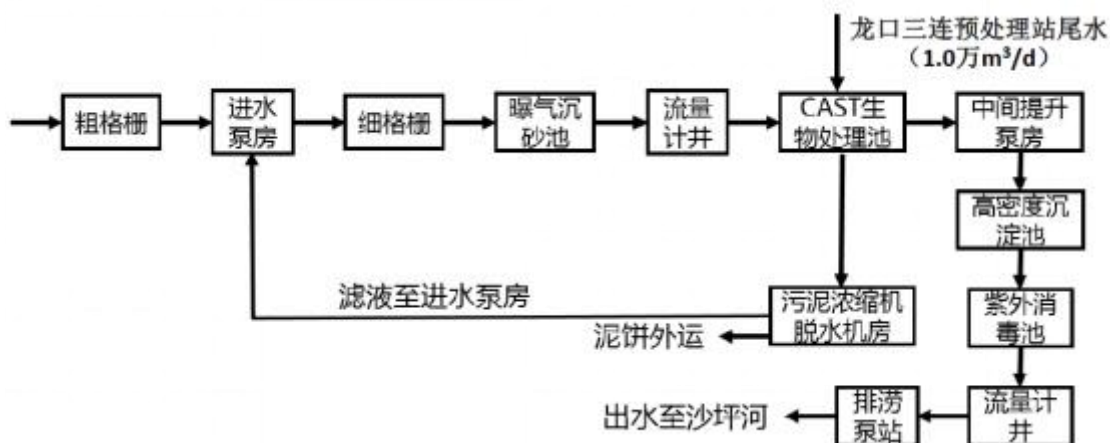 龙口三连预处理站尾水
（1.0万m³/d）
粗格栅
进水
泵房
细格栅
曝气沉
砂池
流量
计井
CAST生
物处理池
中间提升
泵房
高密度沉
淀池
滤液至进水泵房
污泥浓缩机
脱水机房
泥饼外运
紫外消
毒池
出水至沙坪河
排涝
泵站
流量计
井